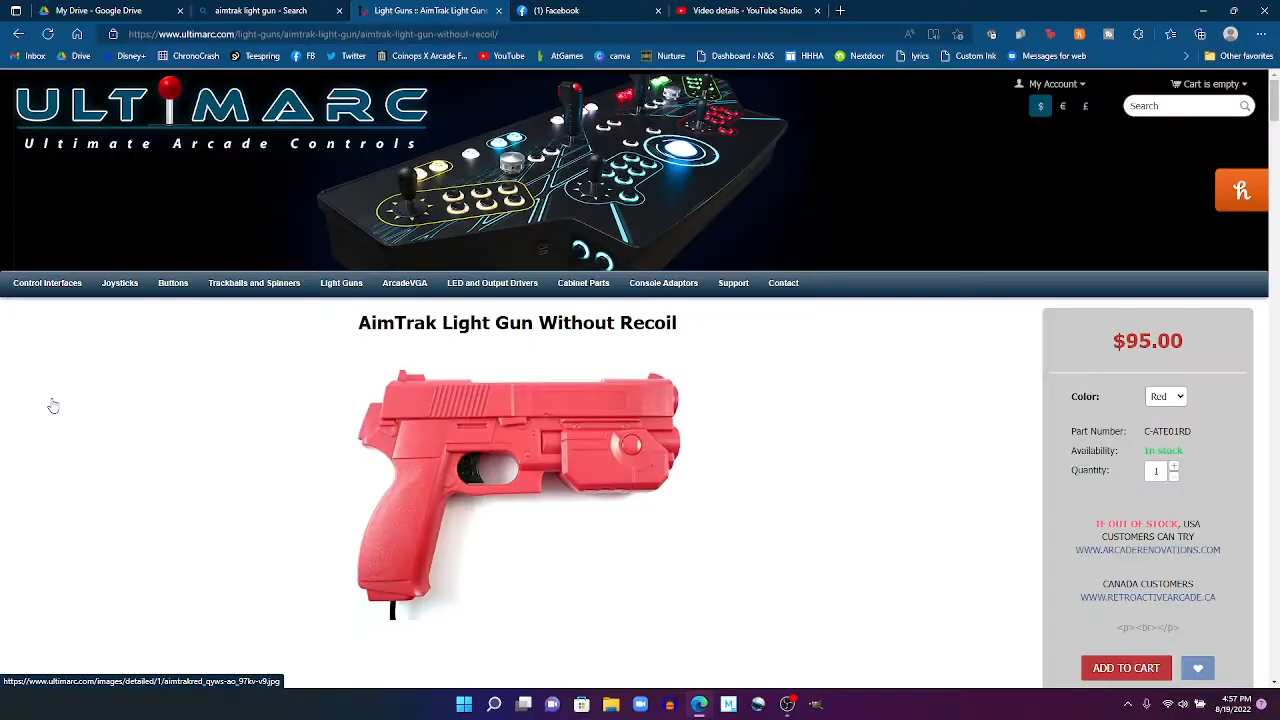 My Drive - Google Drive
aimtrak light gun - Search
Light Guns :: AimTrak Light Guns
(1) Facebook
Video details - YouTube Studio
https://www.ultimarc.com/light-guns/aimtrak-light-gun/aimtrak-light-gun-without-recoil/
Inbox
Drive
Disney+
ChronoCrash
Teespring
FB
Twitter
Coinops X Arcade F...
YouTube
AtGames
canva
Nurture
Dashboard ‹ N&S
HHHA
Nextdoor
lyrics
Custom Ink
Messages for web
Other favorites
ULTIMARC
Ultimate Arcade Controls
My Account
Cart is empty
$ € £
Search
Control Interfaces
Joysticks
Buttons
Trackballs and Spinners
Light Guns
ArcadeVGA
LED and Output Drivers
Cabinet Parts
Console Adaptors
Support
Contact
AimTrak Light Gun Without Recoil
$95.00
Color: Red
Part Number: C-ATE01RD
Availability: In stock
Quantity: 1 + −
IF OUT OF STOCK, USA
CUSTOMERS CAN TRY
WWW.ARCADERENOVATIONS.COM
CANADA CUSTOMERS
WWW.RETROACTIVEARCADE.CA
<p><br></p>
ADD TO CART
https://www.ultimarc.com/images/detailed/1/aimtrakred_qyws-ao_97kv-v9.jpg
4:57 PM
8/19/2022